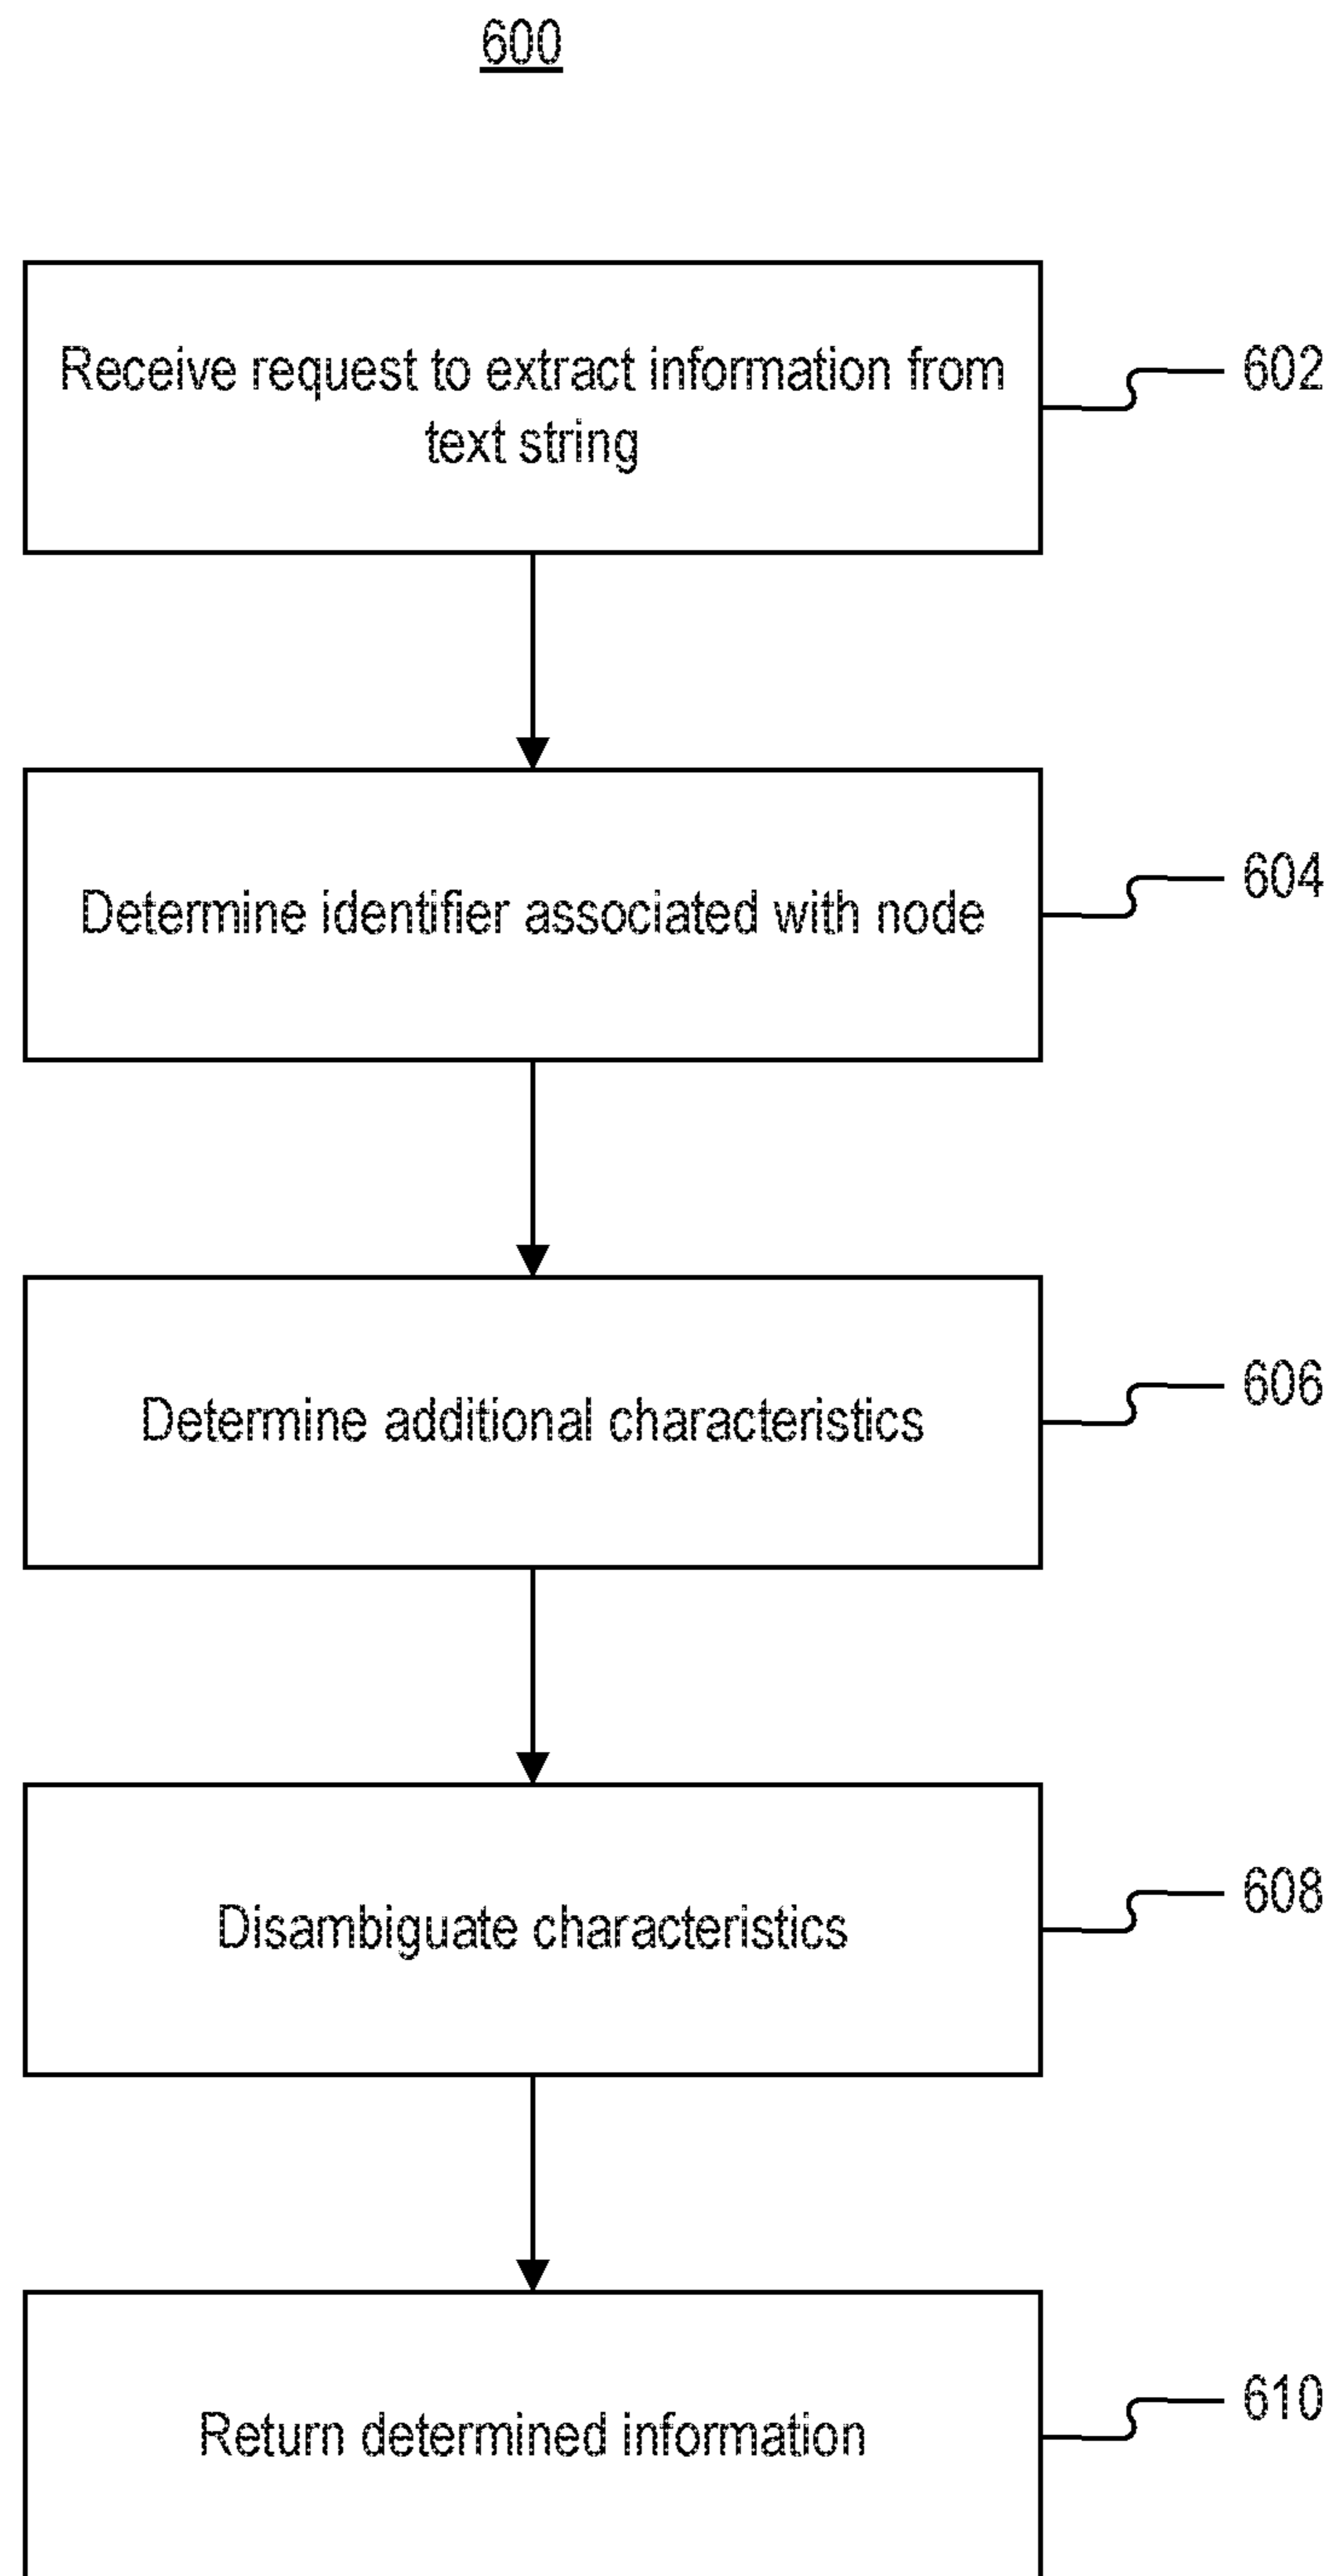 600
Receive request to extract information from
text string
602
Determine identifier associated with node
604
Determine additional characteristics
606
Disambiguate characteristics
608
Return determined information
610